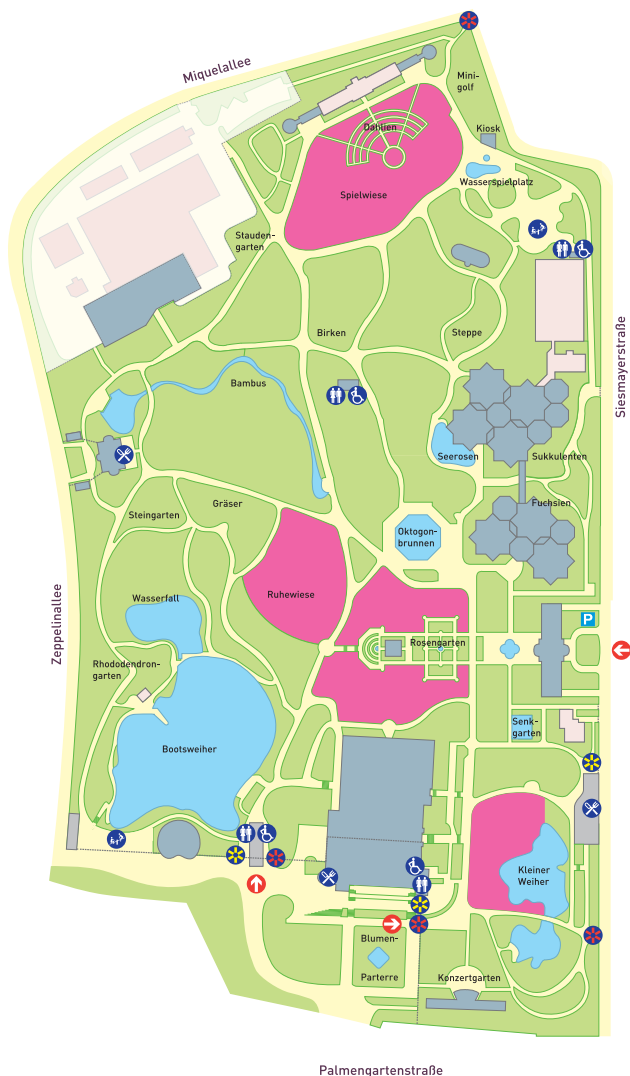 Miquelallee
Mini-
golf
Dahlien
Kiosk
Wasserspielplatz
Spielwiese
Stauden-
garten
Birken
Steppe
Siesmayerstraße
Bambus
Seerosen
Sukkulenten
Gräser
Steingarten
Fuchsien
Oktogon-
brunnen
Zeppelinallee
Wasserfall
Ruhewiese
P
Rosengarten
Rhododendron-
garten
Senk-
garten
Bootsweiher
Kleiner
Weiher
Blumen-
Parterre
Konzertgarten
Palmengartenstraße